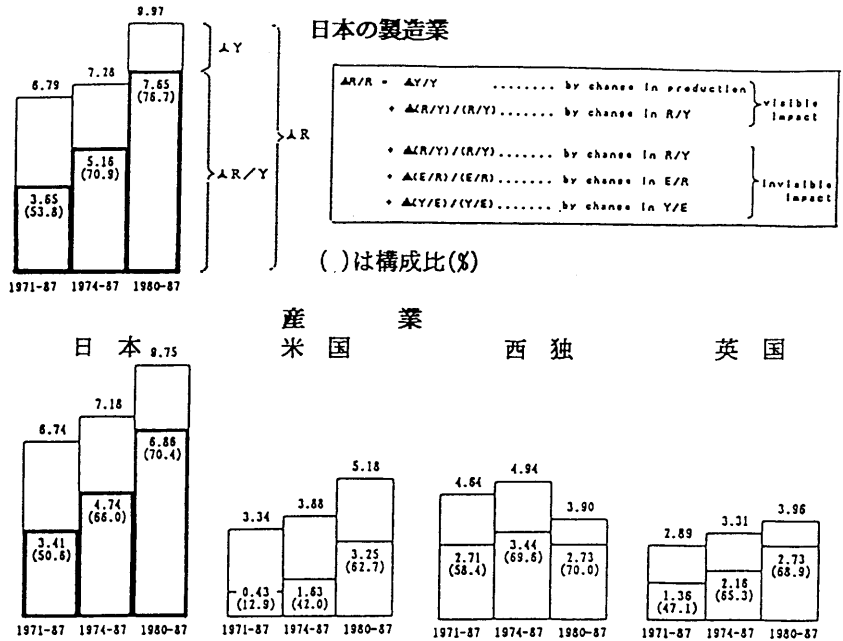 日本の製造業
9.97
⅄Y
6.79
7.28
7.65
(76.7)
5.16
(70.9)
3.65
(53.8)
⅄R/Y
⅄R
1971-87 1974-87 1980-87
▲R/R = ▲Y/Y ........ by change in production
+ ▲(R/Y)/(R/Y)....... by change in R/Y
visible impact
+ ▲(R/Y)/(R/Y)....... by change in R/Y
+ ▲(E/R)/(E/R)....... by change in E/R
+ ▲(Y/E)/(Y/E)....... by change in Y/E
invisible impact
( )は構成比(%)
産業
日本 米国 西独 英国
9.75
7.18
6.74
6.86
(70.4)
4.74
(66.0)
3.41
(50.6)
1971-87 1974-87 1980-87
5.18
3.88
3.34
3.25
(62.7)
1.63
(42.0)
0.43
(12.9)
1971-87 1974-87 1980-87
4.94
4.64
3.90
3.44
(69.6)
2.71
(58.4)
2.73
(70.0)
1971-87 1974-87 1980-87
3.96
3.31
2.89
2.73
(68.9)
2.16
(65.3)
1.36
(47.1)
1971-87 1974-87 1980-87